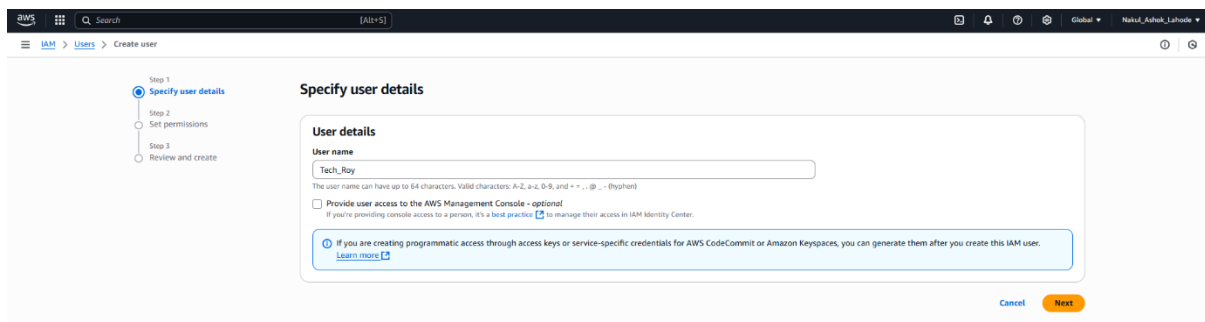 aws
Search
[Alt+S]
Global
Nakul_Ashok_Lahode
IAM > Users > Create user
Step 1
Specify user details
Step 2
Set permissions
Step 3
Review and create
Specify user details
User details
User name
Tech_Roy
The user name can have up to 64 characters. Valid characters: A-Z, a-z, 0-9, and + = , . @ _ - (hyphen)
Provide user access to the AWS Management Console - optional
If you're providing console access to a person, it's a best practice to manage their access in IAM Identity Center.
If you are creating programmatic access through access keys or service-specific credentials for AWS CodeCommit or Amazon Keyspaces, you can generate them after you create this IAM user.
Learn more
Cancel
Next